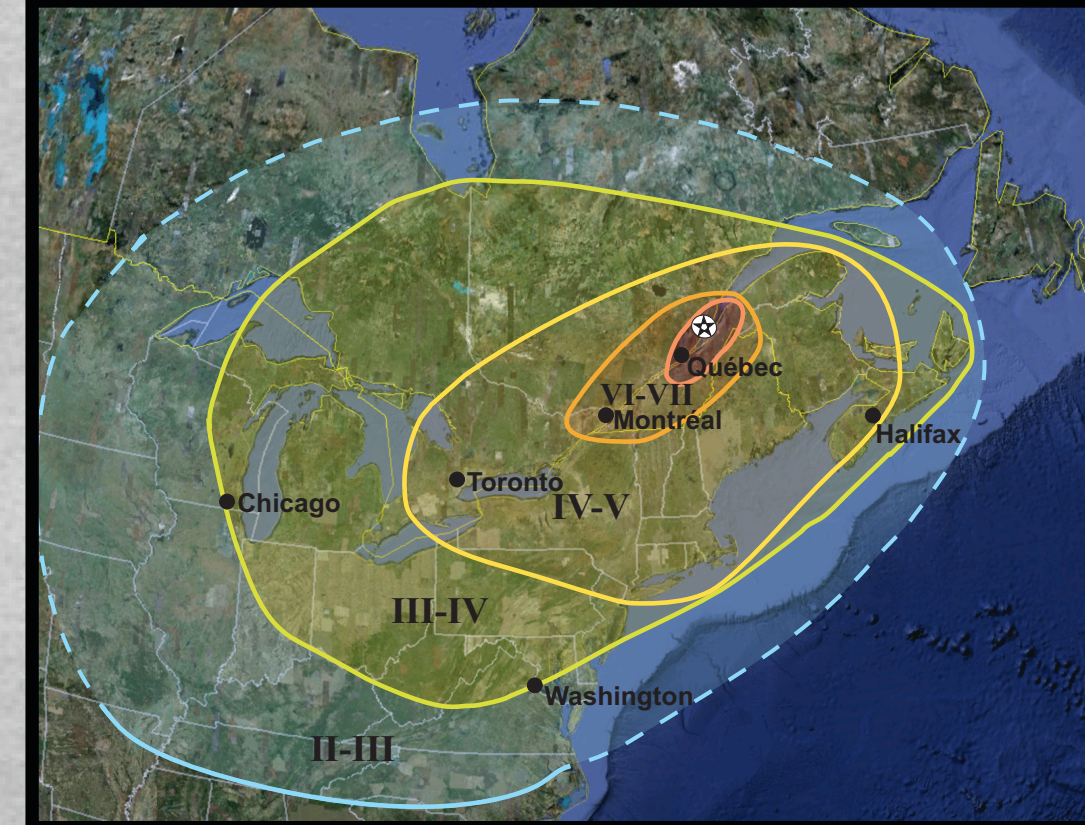 Québec
VI-VII
Montréal
Halifax
Toronto
Chicago
IV-V
III-IV
Washington
II-III